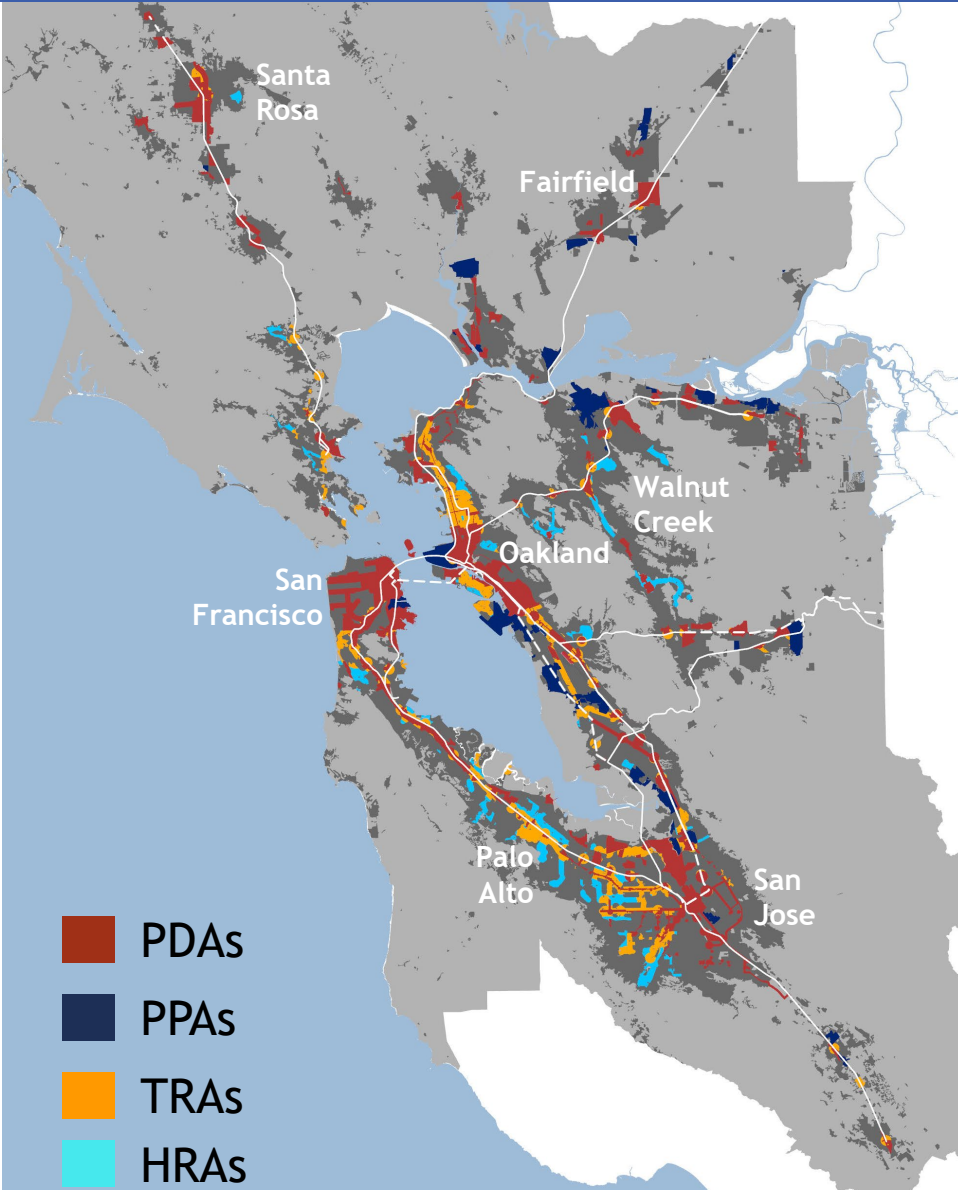 Santa
Rosa
Fairfield
Walnut
Creek
Oakland
San
Francisco
Palo
Alto
San
Jose
PDAs
PPAs
TRAs
HRAs